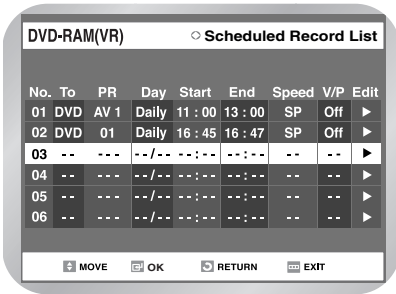 DVD-RAM(VR) Scheduled Record List
No. To PR Day Start End Speed V/P Edit
01 DVD AV 1 Daily 11 : 00 13 : 00 SP Off ►
02 DVD 01 Daily 16 : 45 16 : 47 SP Off ►
03 - - - - - - - / - - - - : - - - - : - - - - - - ►
04 - - - - - - - / - - - - : - - - - : - - - - - - ►
05 - - - - - - - / - - - - : - - - - : - - - - - - ►
06 - - - - - - - / - - - - : - - - - : - - - - - - ►
MOVE OK RETURN EXIT